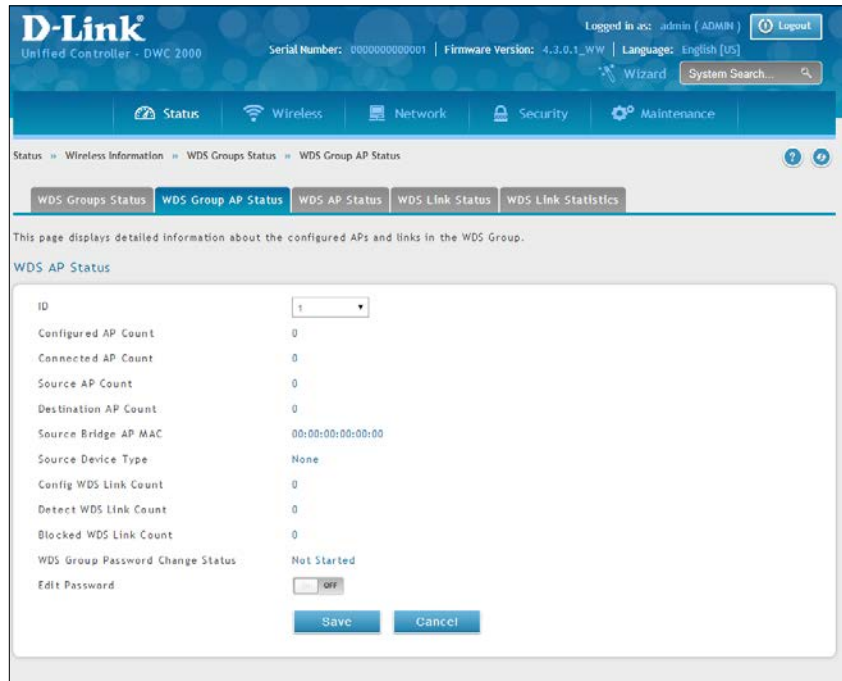 D-Link®
Unified Controller - DWC 2000
Logged in as: admin ( ADMIN ) Logout
Serial Number: 0000000000001 | Firmware Version: 4.3.0.1_WW | Language: English [US]
Wizard System Search...
Status Wireless Network Security Maintenance
Status » Wireless Information » WDS Groups Status » WDS Group AP Status
WDS Groups Status WDS Group AP Status WDS AP Status WDS Link Status WDS Link Statistics
This page displays detailed information about the configured APs and links in the WDS Group.
WDS AP Status
ID 1
Configured AP Count 0
Connected AP Count 0
Source AP Count 0
Destination AP Count 0
Source Bridge AP MAC 00:00:00:00:00:00
Source Device Type None
Config WDS Link Count 0
Detect WDS Link Count 0
Blocked WDS Link Count 0
WDS Group Password Change Status Not Started
Edit Password OFF
Save Cancel